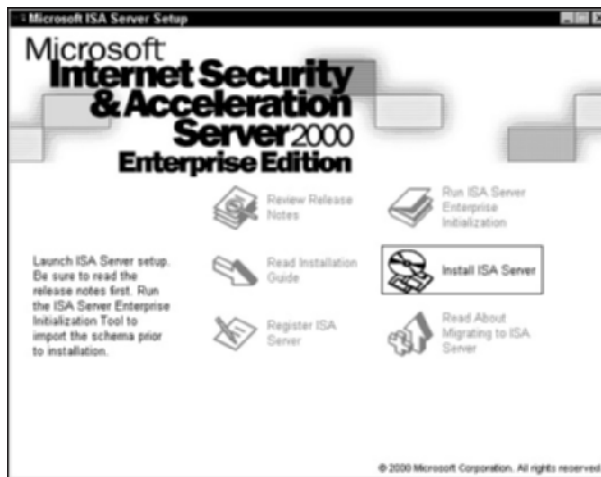 Microsoft ISA Server Setup
Microsoft
Internet Security
& Acceleration
Server 2000
Enterprise Edition
Review Release
Notes
Run ISA Server
Enterprise
Initialization
Launch ISA Server setup.
Be sure to read the
release notes first. Run
the ISA Server Enterprise
Initialization Tool to
import the schema prior
to installation.
Read Installation
Guide
Install ISA Server
Register ISA
Server
Read About
Migrating to ISA
Server
© 2000 Microsoft Corporation. All rights reserved.